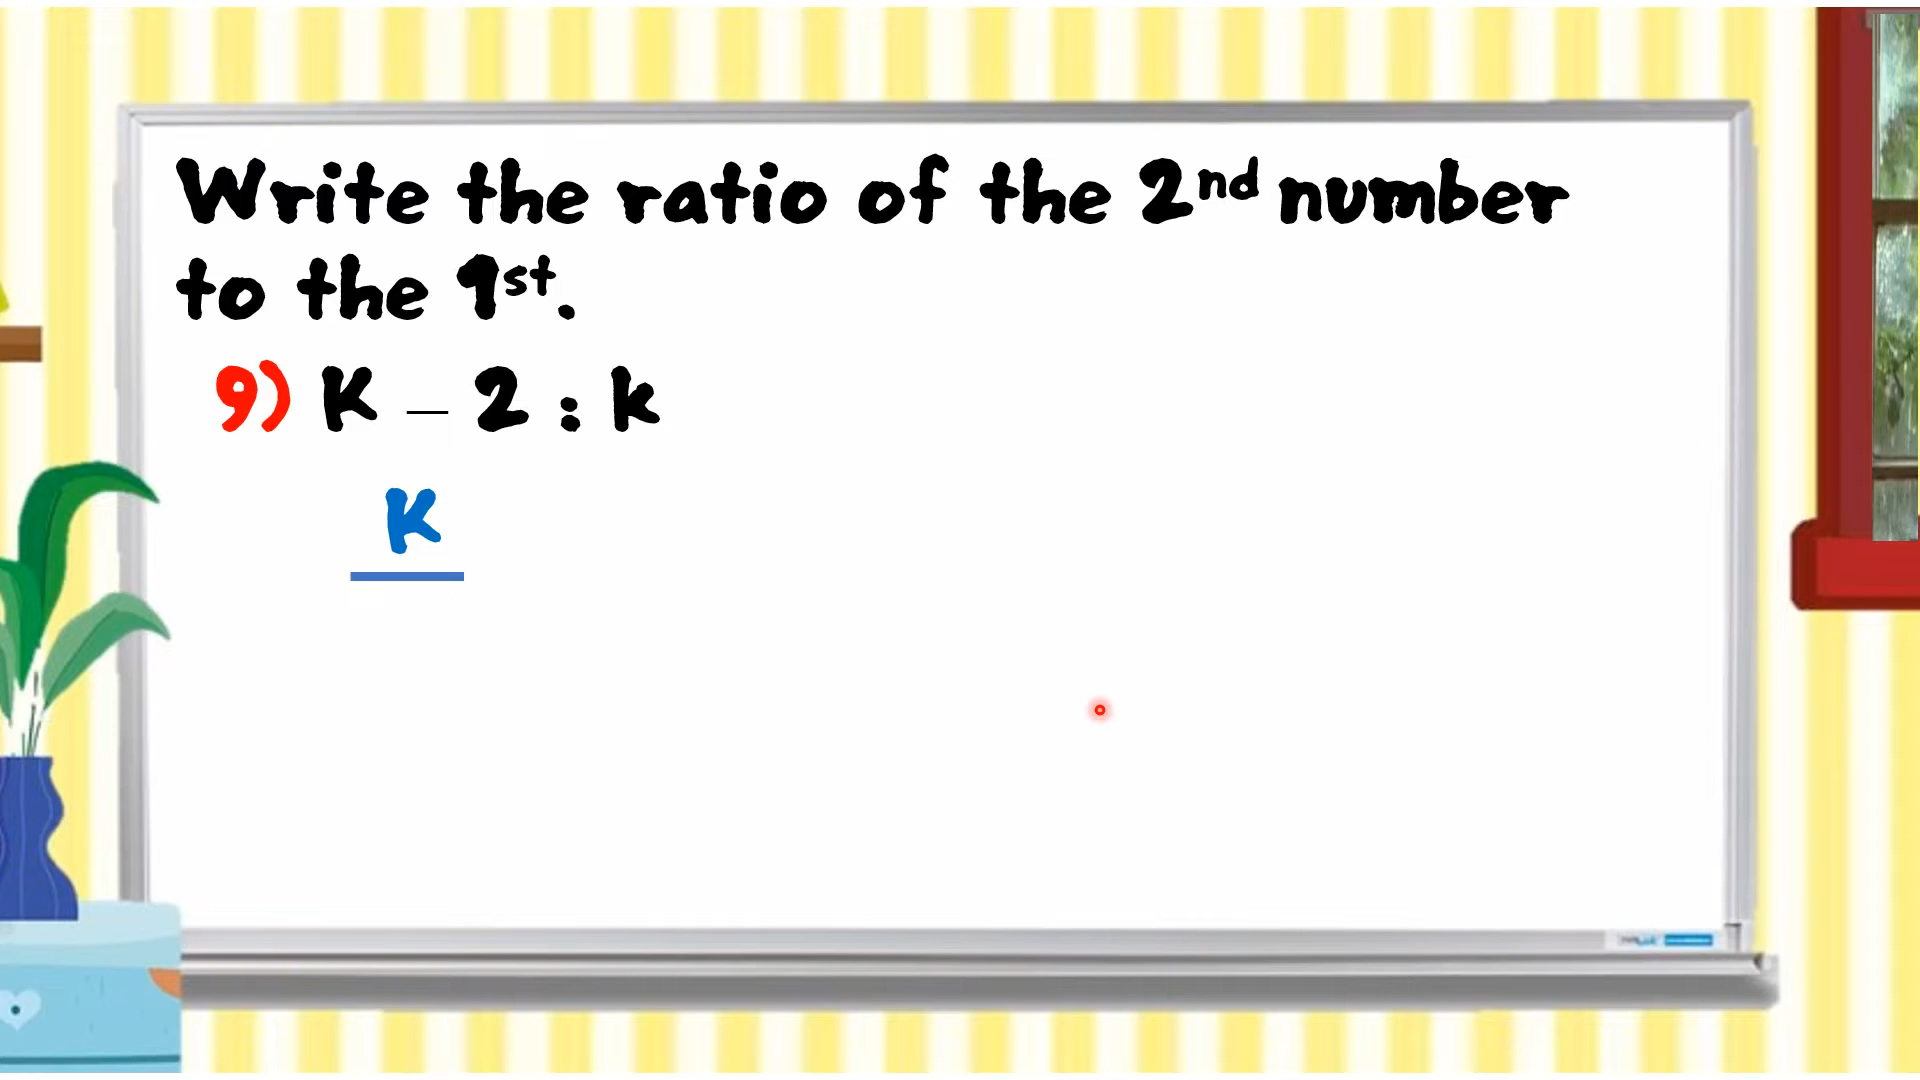 Write the ratio of the 2nd number
to the 1st.
9) K – 2 : k
K